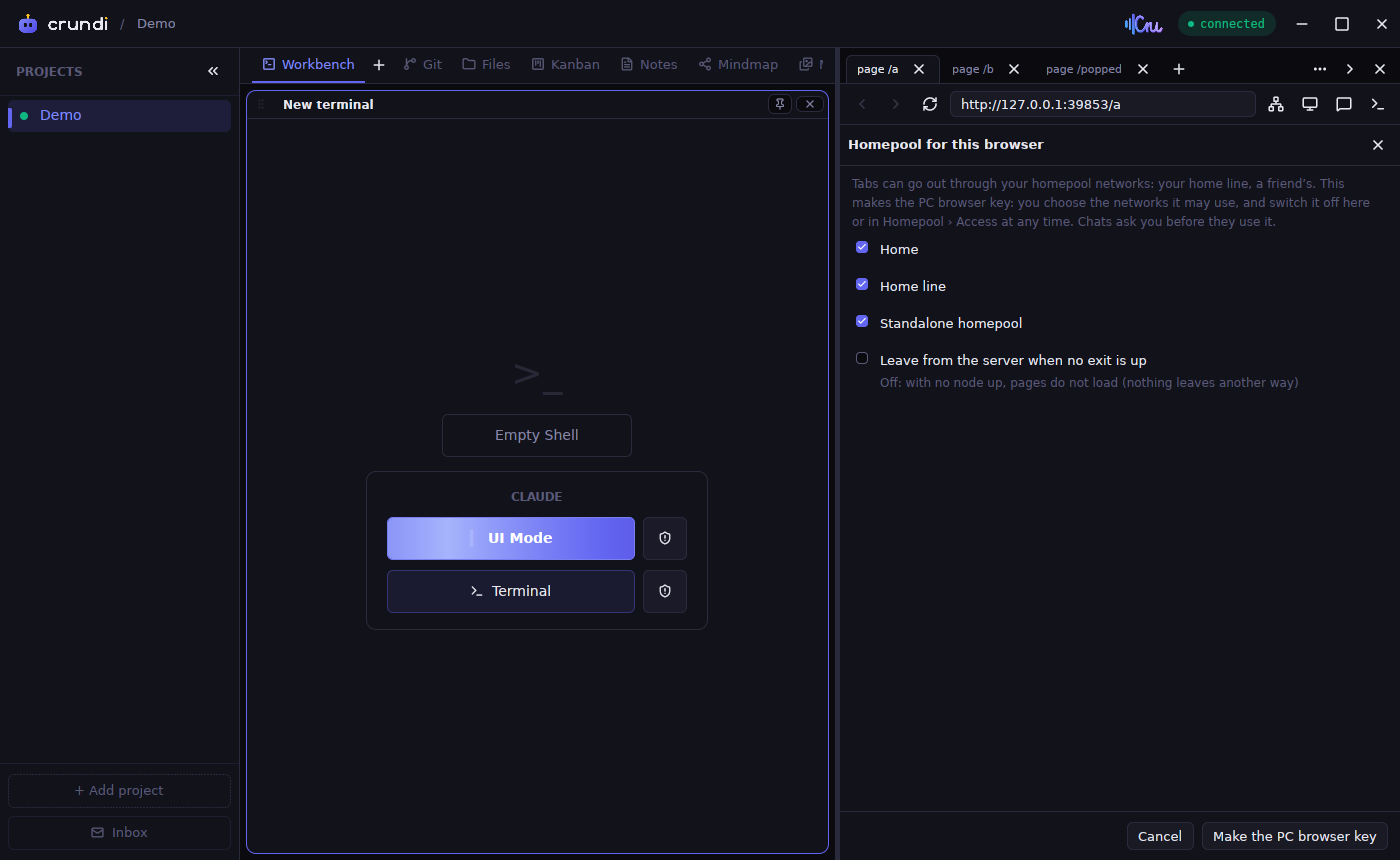 crundi / Demo
Cru
connected
PROJECTS
Demo
+ Add project
Inbox
Workbench
Git
Files
Kanban
Notes
Mindmap
New terminal
>_
Empty Shell
CLAUDE
UI Mode
Terminal
page /a
page /b
page /popped
http://127.0.0.1:39853/a
Homepool for this browser
Tabs can go out through your homepool networks: your home line, a friend’s. This
makes the PC browser key: you choose the networks it may use, and switch it off here
or in Homepool › Access at any time. Chats ask you before they use it.
Home
Home line
Standalone homepool
Leave from the server when no exit is up
Off: with no node up, pages do not load (nothing leaves another way)
Cancel
Make the PC browser key